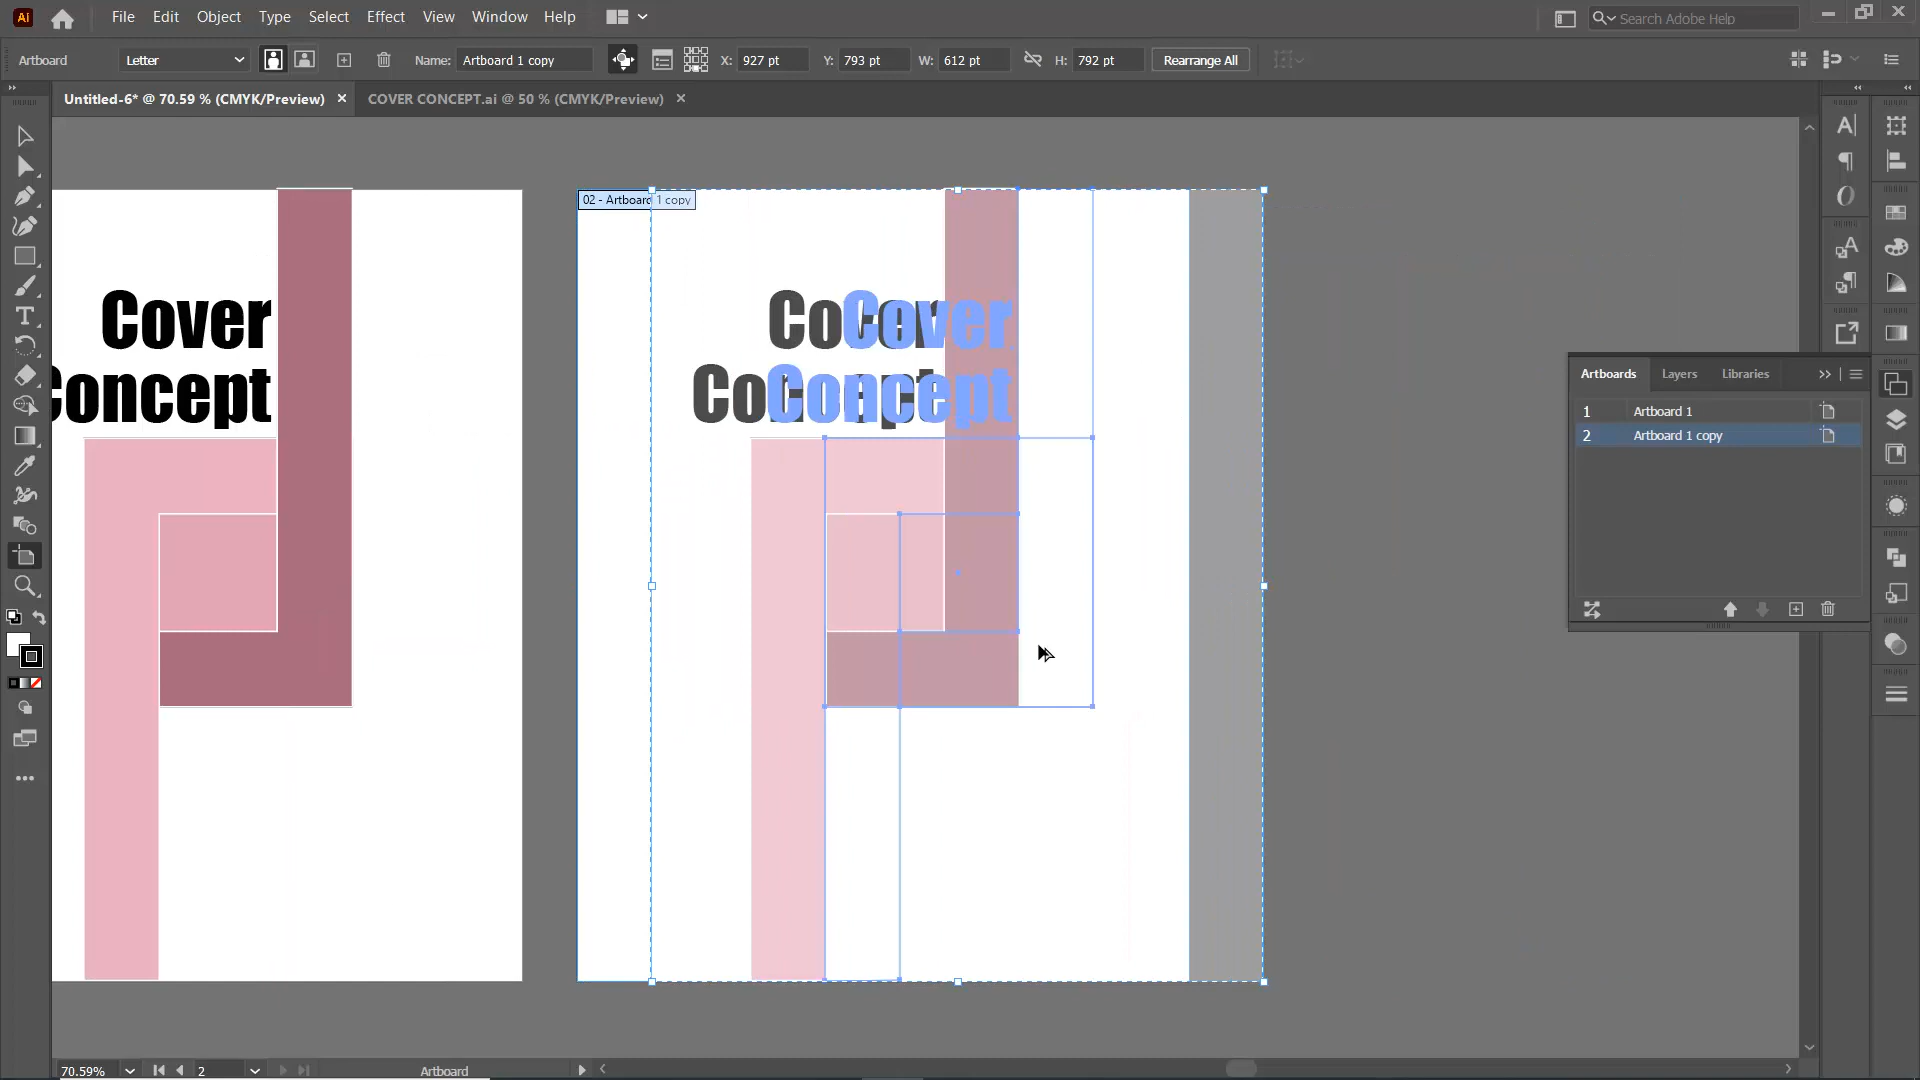 Ai File Edit Object Type Select Effect View Window Help Search Adobe Help
Artboard Letter Name: Artboard 1 copy X: 927 pt Y: 793 pt W: 612 pt H: 792 pt Rearrange All
Untitled-6* @ 70.59 % (CMYK/Preview) × COVER CONCEPT.ai @ 50 % (CMYK/Preview) ×
02 - Artboard 1 copy
Cover
Concept
Cover
Concept
Artboards Layers Libraries
1 Artboard 1
2 Artboard 1 copy
70.59% 2 Artboard